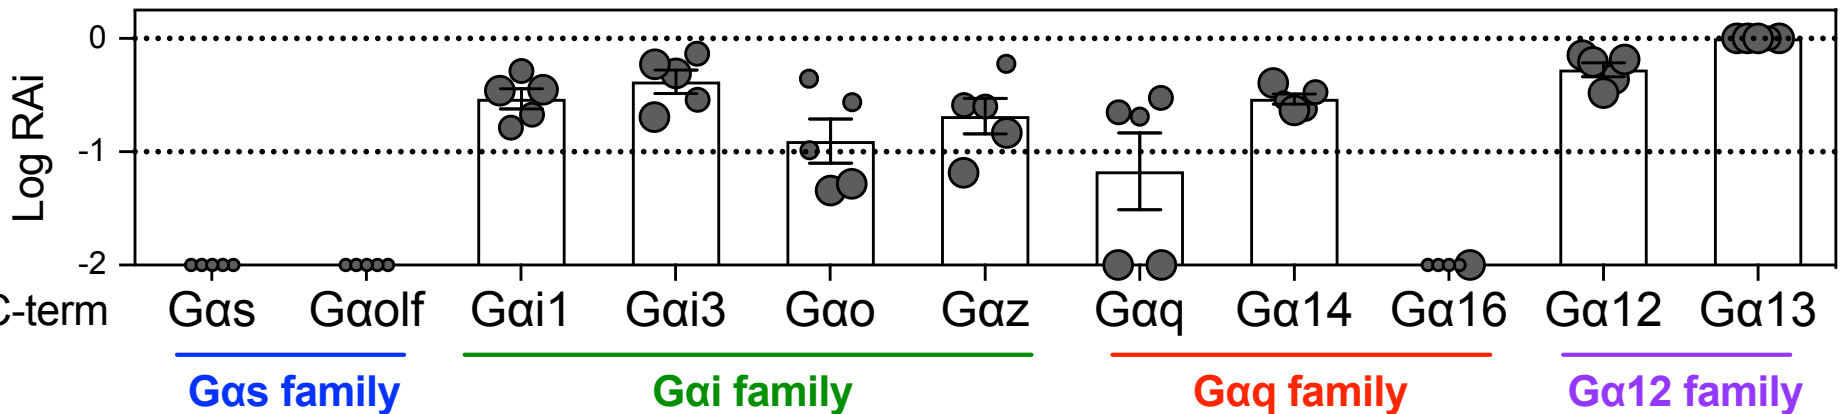 Log RAi
0
-1
-2
C-term Gαs Gαolf Gαi1 Gαi3 Gαo Gαz Gαq Gα14 Gα16 Gα12 Gα13
Gαs family Gαi family Gαq family Gα12 family